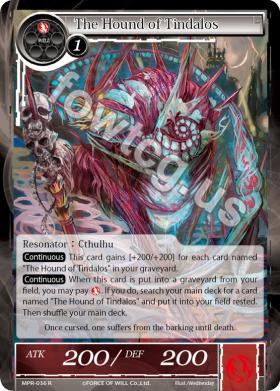 The Hound of Tindalos
WILL
1
fowtcg.us
Resonator : Cthulhu
Continuous This card gains [+200/+200] for each card named
"The Hound of Tindalos" in your graveyard.
Continuous When this card is put into a graveyard from your
field, you may pay . If you do, search your main deck for a card
named "The Hound of Tindalos" and put it into your field rested.
Then shuffle your main deck.
Once cursed, one suffers from the barking until death.
ATK 200/ DEF 200
MPR-036 R ©FORCE OF WILL Co.,Ltd. Illust./Wednesday